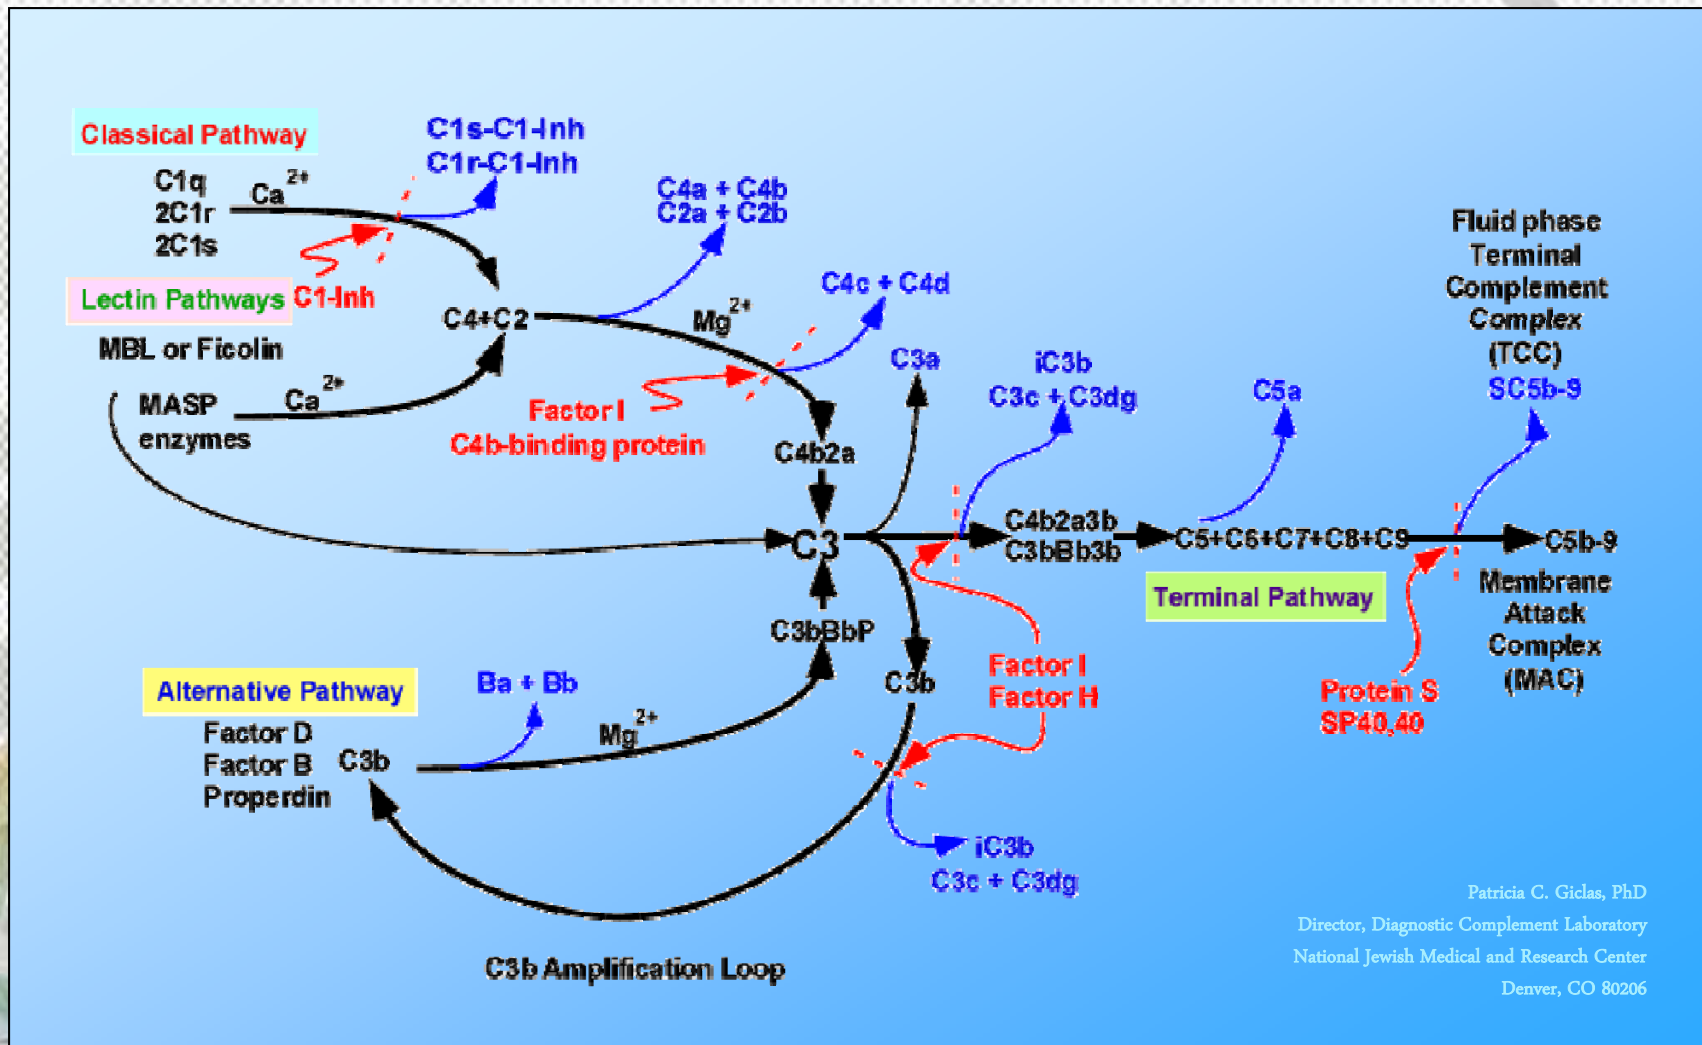 Classical Pathway
C1q
2C1r
2C1s
Ca2+
C1s-C1-Inh
C1r-C1-Inh
C1-Inh
Lectin Pathways
MBL or Ficolin
MASP
enzymes
Ca2+
C4+C2
C4a + C4b
C2a + C2b
Mg2+
C4c + C4d
Factor I
C4b-binding protein
C4b2a
C3
C3a
iC3b
C3c + C3dg
C4b2a3b
C3bBb3b
C5a
C5+C6+C7+C8+C9
Terminal Pathway
Fluid phase
Terminal
Complement
Complex
(TCC)
SC5b-9
C5b-9
Membrane
Attack
Complex
(MAC)
Protein S
SP40,40
Factor I
Factor H
C3bBbP
C3b
Alternative Pathway
Factor D
Factor B
Properdin
C3b
Ba + Bb
Mg2+
iC3b
C3c + C3dg
C3b Amplification Loop
Patricia C. Giclas, PhD
Director, Diagnostic Complement Laboratory
National Jewish Medical and Research Center
Denver, CO 80206